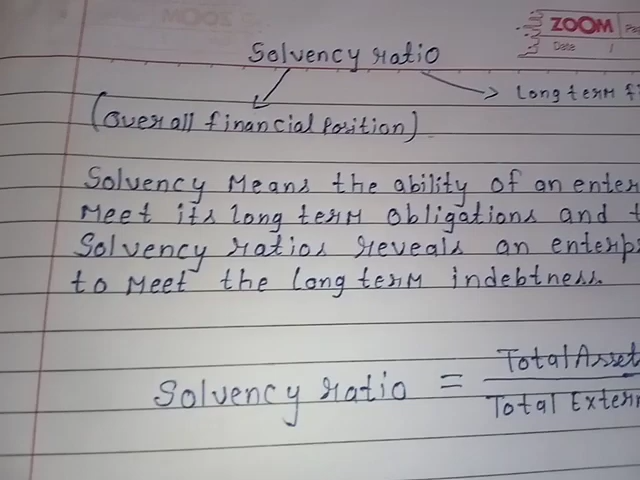 ZOOM
Date
Solvency ratio
Long term
(Overall financial Position)
Solvency Means the ability of an enter
Meet its long term obligations and t
Solvency ratios reveals an enterp
to Meet the long term indebtness.
Total Asset
Solvency ratio =
Total Extern